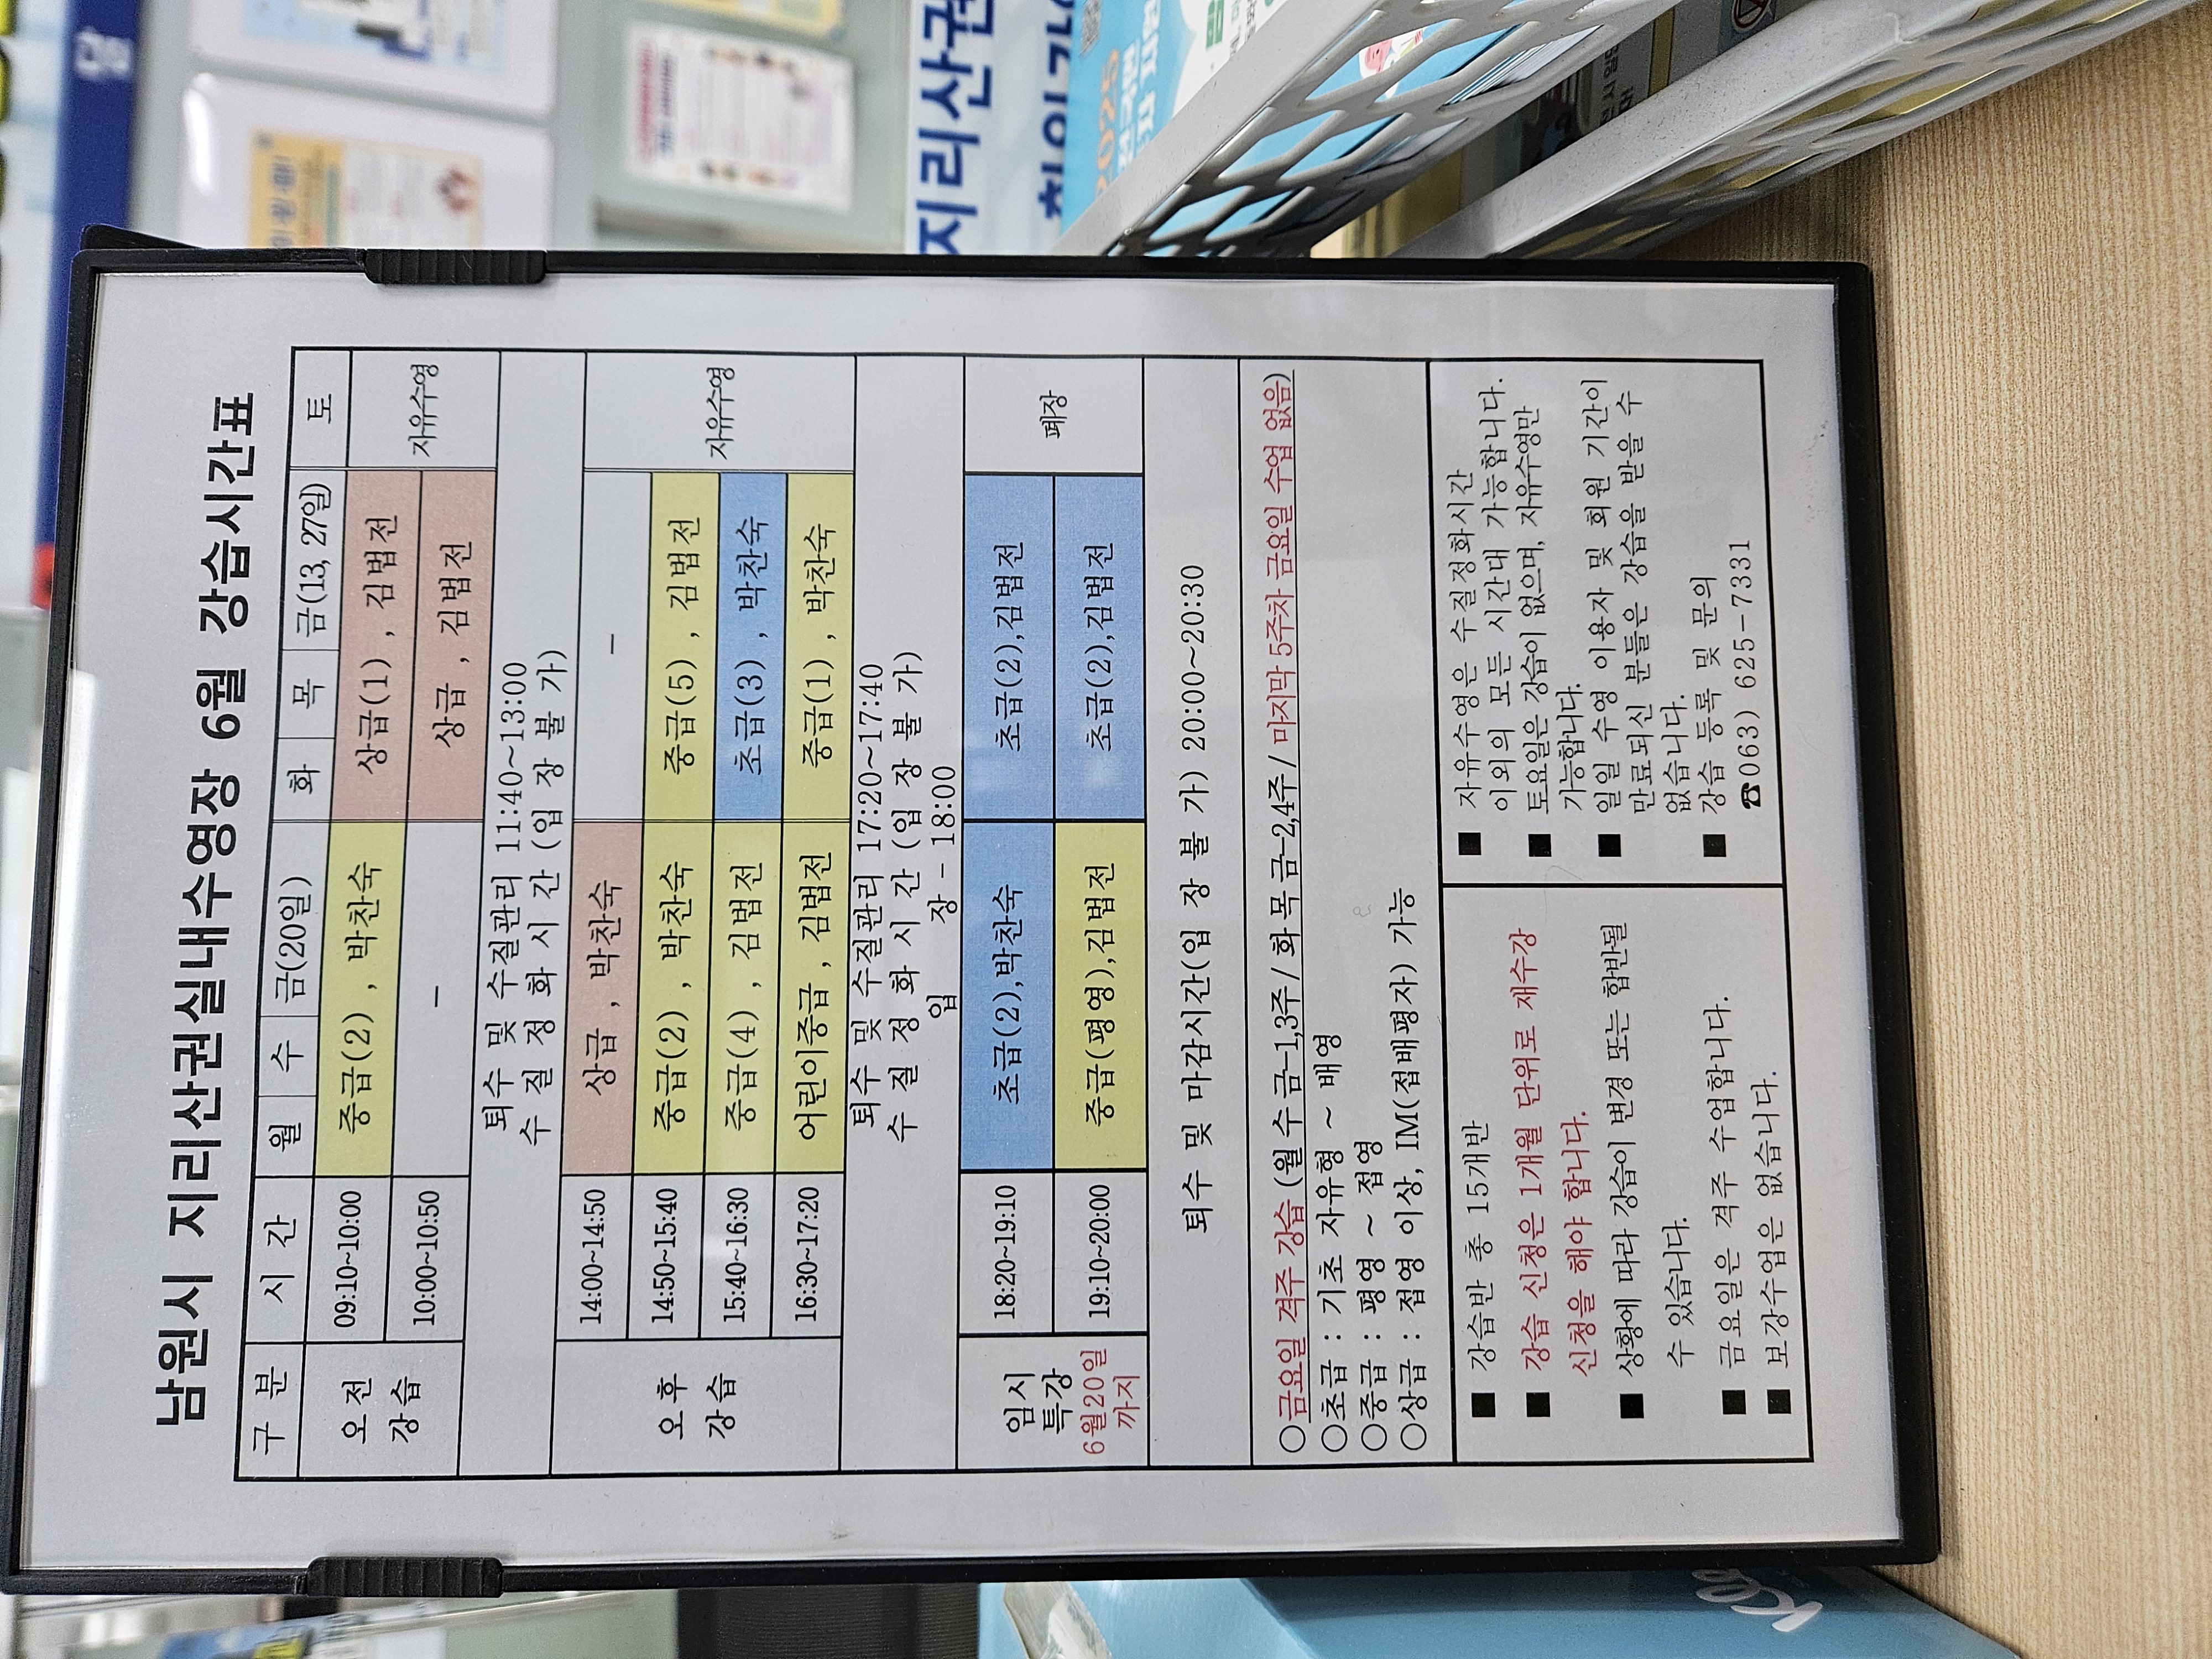 남원시 지리산권실내수영장 6월 강습시간표
구 분 시 간 월 수 금(20일) 화 목 금(13, 27일) 토
오 전
강 습
09:10~10:00 중급(2) , 박찬숙 상급(1) , 김법전 자유수영
10:00~10:50 – 상급 , 김법전
퇴수 및 수질관리 11:40~13:00
수 질 정 화 시 간 (입 장 불 가)
오 후
강 습
14:00~14:50 상급 , 박찬숙 – 자유수영
14:50~15:40 중급(2) , 박찬숙 중급(5) , 김법전
15:40~16:30 중급(4) , 김법전 초급(3) , 박찬숙
16:30~17:20 어린이중급 , 김법전 중급(1) , 박찬숙
퇴수 및 수질관리 17:20~17:40
수 질 정 화 시 간 (입 장 불 가)
입 장 - 18:00
임시
특강
6월20일
까지
18:20~19:10 초급(2),박찬숙 초급(2),김법전 폐장
19:10~20:00 중급(평영),김법전 초급(2),김법전
퇴수 및 마감시간(입 장 불 가) 20:00~20:30
○금요일 격주 강습 (월 수 금-1,3주 / 화 목 금-2,4주 / 마지막 5주차 금요일 수업 없음)
○초급 : 기초 자유형 ~ 배영
○중급 : 평영 ~ 접영
○상급 : 접영 이상, IM(접배평자) 가능
■ 강습반 총 15개반
■ 강습 신청은 1개월 단위로 재수강
신청을 해야 합니다.
■ 상황에 따라 강습이 변경 또는 합반될
수 있습니다.
■ 금요일은 격주 수업합니다.
■ 보강수업은 없습니다.
■ 자유수영은 수질정화시간
이외의 모든 시간대 가능합니다.
■ 토요일은 강습이 없으며, 자유수영만
가능합니다.
■ 일일 수영 이용자 및 회원 기간이
만료되신 분들은 강습을 받을 수
없습니다.
■ 강습 등록 및 문의
☎063) 625-7331
지리산권
2025